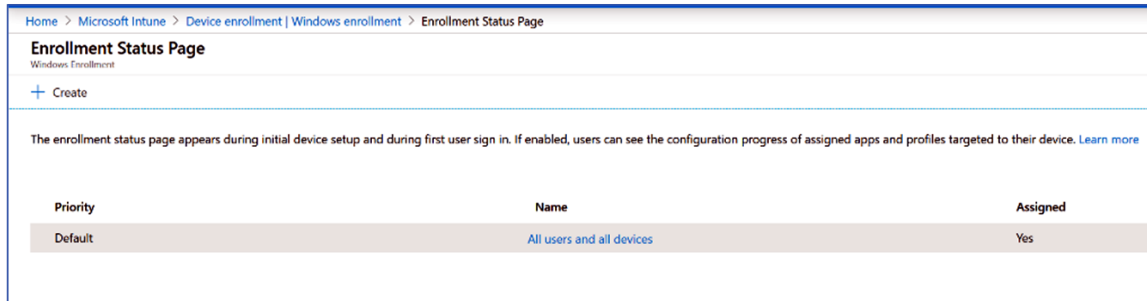 Home > Microsoft Intune > Device enrollment | Windows enrollment > Enrollment Status Page
Enrollment Status Page
Windows Enrollment
+ Create
The enrollment status page appears during initial device setup and during first user sign in. If enabled, users can see the configuration progress of assigned apps and profiles targeted to their device. Learn more
Priority Name Assigned
Default All users and all devices Yes